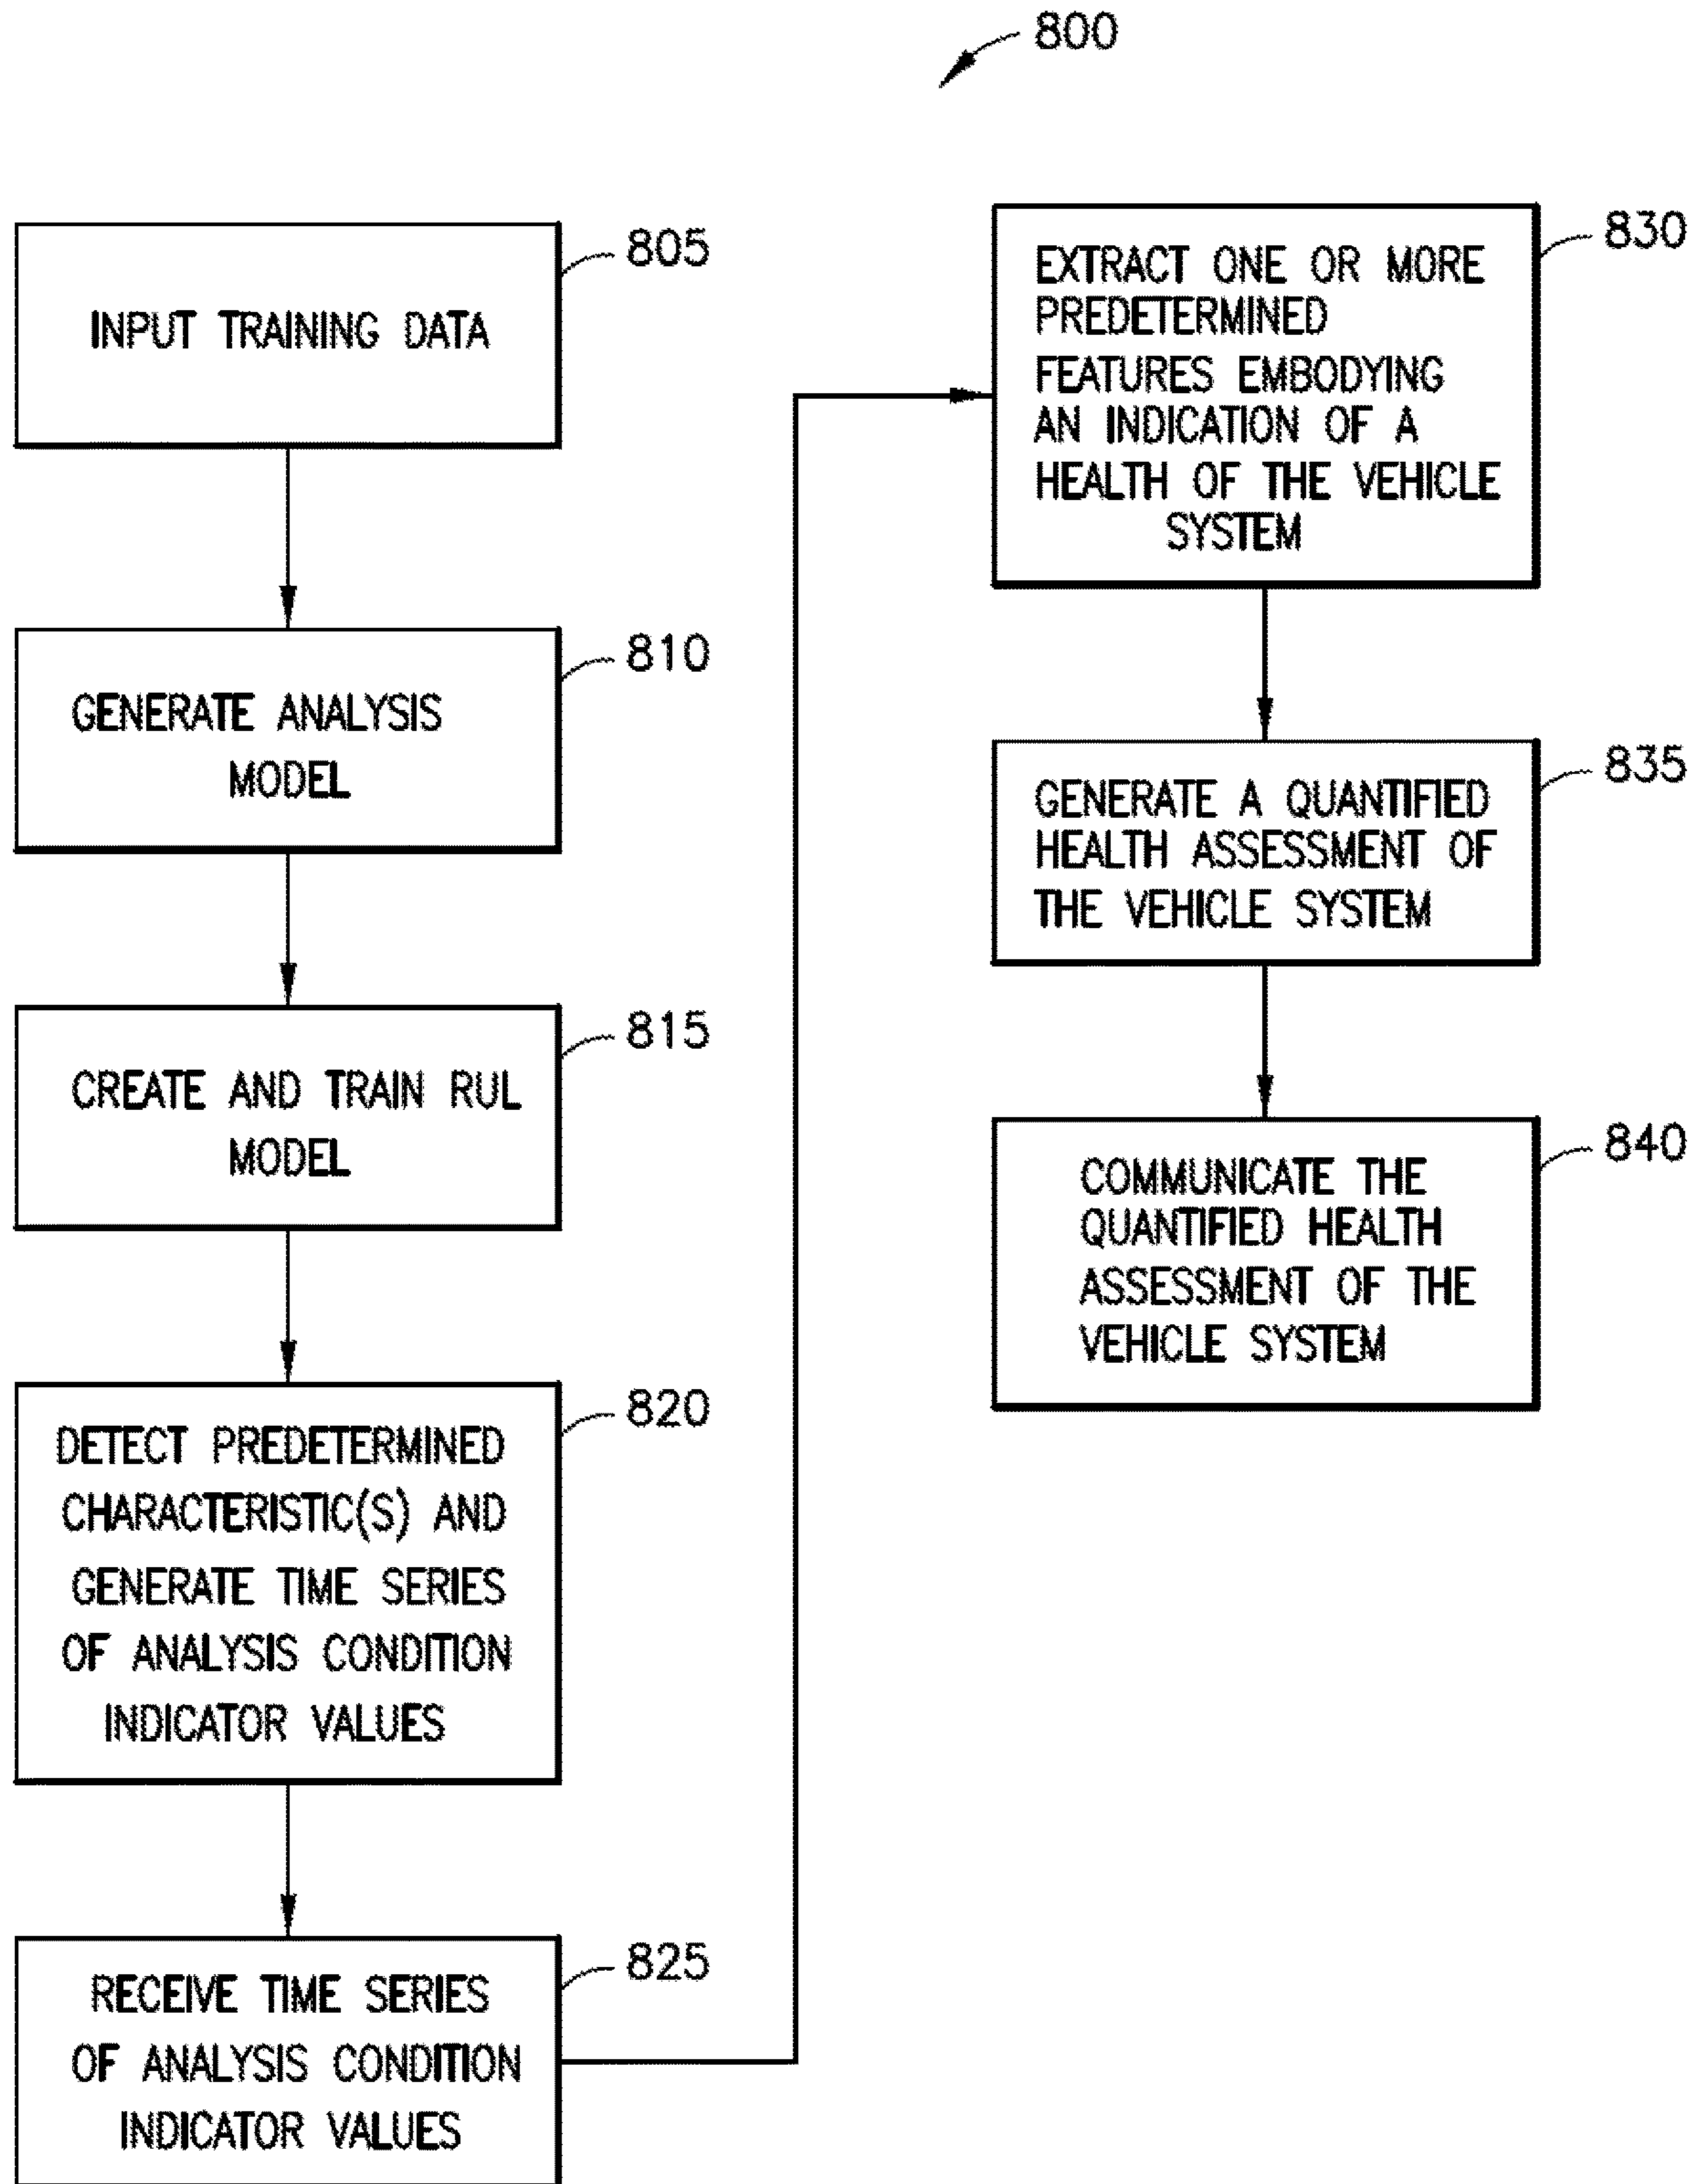 800
805
INPUT TRAINING DATA
810
GENERATE ANALYSIS
MODEL
815
CREATE AND TRAIN RUL
MODEL
820
DETECT PREDETERMINED
CHARACTERISTIC(S) AND
GENERATE TIME SERIES
OF ANALYSIS CONDITION
INDICATOR VALUES
825
RECEIVE TIME SERIES
OF ANALYSIS CONDITION
INDICATOR VALUES
830
EXTRACT ONE OR MORE
PREDETERMINED
FEATURES EMBODYING
AN INDICATION OF A
HEALTH OF THE VEHICLE
SYSTEM
835
GENERATE A QUANTIFIED
HEALTH ASSESSMENT OF
THE VEHICLE SYSTEM
840
COMMUNICATE THE
QUANTIFIED HEALTH
ASSESSMENT OF THE
VEHICLE SYSTEM